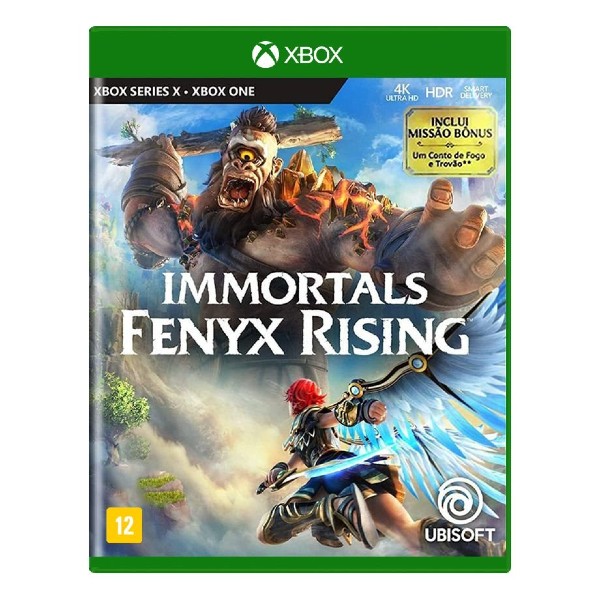 XBOX
XBOX SERIES X • XBOX ONE
4K
ULTRA HD
HDR
SMART
DELIVERY
INCLUI
MISSÃO BÔNUS
Um Conto de Fogo
e Trovão**
IMMORTALS
FENYX RISING™
12
UBISOFT